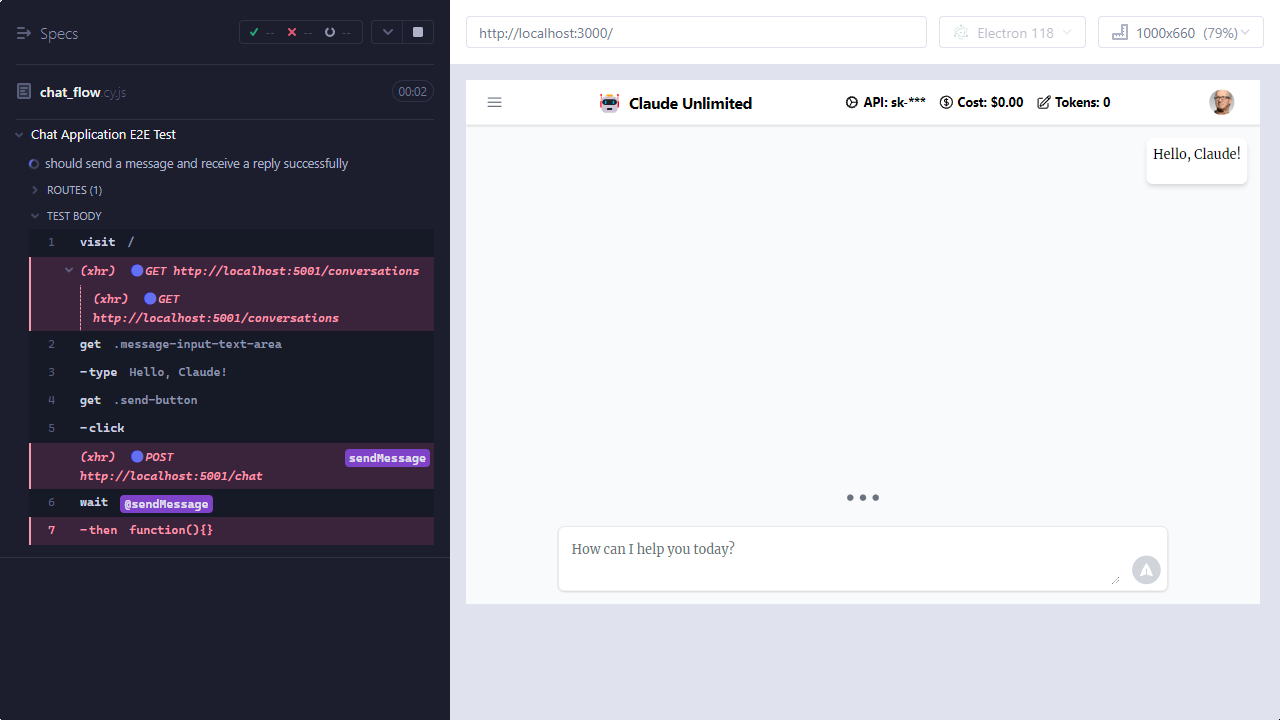 Specs
-- -- --
chat_flow.cy.js 00:02
Chat Application E2E Test
should send a message and receive a reply successfully
ROUTES (1)
TEST BODY
1 visit /
(xhr) GET http://localhost:5001/conversations
(xhr) GET
http://localhost:5001/conversations
2 get .message-input-text-area
3 -type Hello, Claude!
4 get .send-button
5 -click
(xhr) POST sendMessage
http://localhost:5001/chat
6 wait @sendMessage
7 -then function(){}
http://localhost:3000/ Electron 118 1000x660 (79%)
Claude Unlimited API: sk-*** Cost: $0.00 Tokens: 0
Hello, Claude!
How can I help you today?